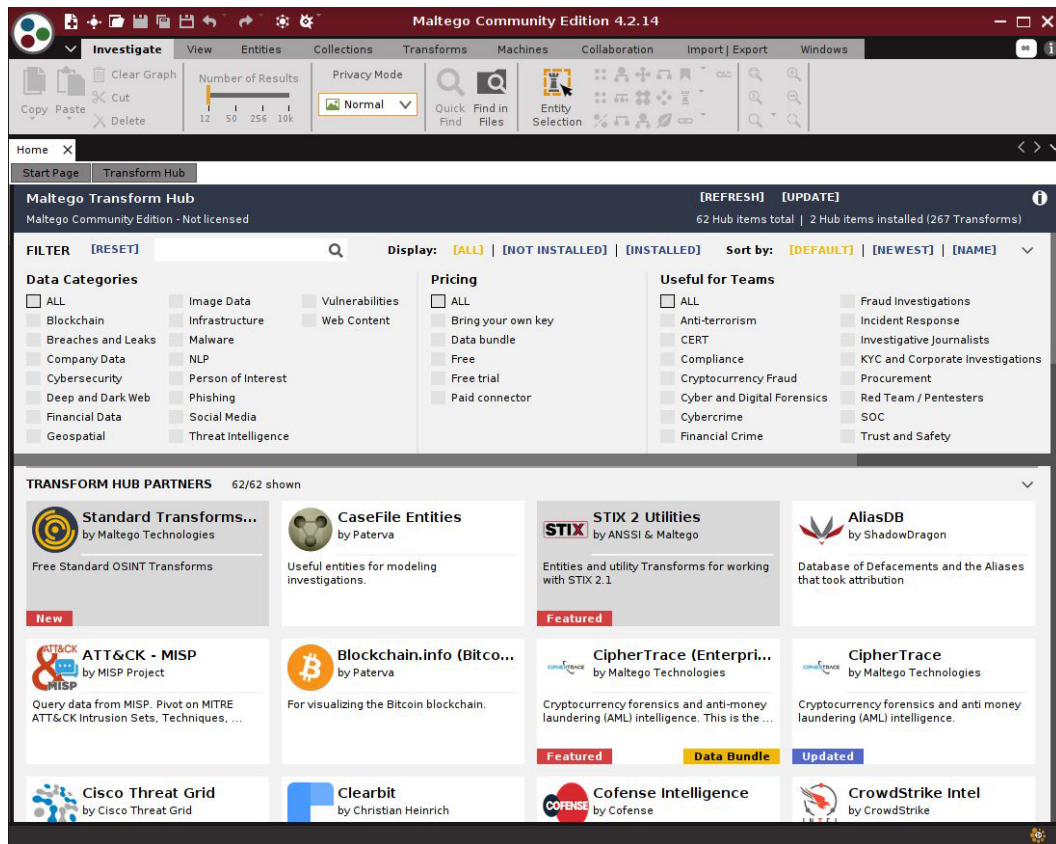 Maltego Community Edition 4.2.14
Investigate View Entities Collections Transforms Machines Collaboration Import | Export Windows
Copy Paste
Clear Graph
Cut
Delete
Number of Results
12 50 256 10k
Privacy Mode
Normal
Quick Find
Find in Files
Entity Selection
Home X
Start Page Transform Hub
Maltego Transform Hub
[REFRESH] [UPDATE]
Maltego Community Edition - Not licensed
62 Hub items total | 2 Hub items installed (267 Transforms)
FILTER [RESET]
Display: [ALL] | [NOT INSTALLED] | [INSTALLED]
Sort by: [DEFAULT] | [NEWEST] | [NAME]
Data Categories
ALL
Blockchain
Breaches and Leaks
Company Data
Cybersecurity
Deep and Dark Web
Financial Data
Geospatial
Image Data
Infrastructure
Malware
NLP
Person of Interest
Phishing
Social Media
Threat Intelligence
Vulnerabilities
Web Content
Pricing
ALL
Bring your own key
Data bundle
Free
Free trial
Paid connector
Useful for Teams
ALL
Anti-terrorism
CERT
Compliance
Cryptocurrency Fraud
Cyber and Digital Forensics
Cybercrime
Financial Crime
Fraud Investigations
Incident Response
Investigative Journalists
KYC and Corporate Investigations
Procurement
Red Team / Pentesters
SOC
Trust and Safety
TRANSFORM HUB PARTNERS 62/62 shown
Standard Transforms...
by Maltego Technologies
Free Standard OSINT Transforms
New
CaseFile Entities
by Paterva
Useful entities for modeling
investigations.
STIX
STIX 2 Utilities
by ANSSI & Maltego
Entities and utility Transforms for working
with STIX 2.1
Featured
AliasDB
by ShadowDragon
Database of Defacements and the Aliases
that took attribution
ATT&CK
&
MISP
ATT&CK - MISP
by MISP Project
Query data from MISP. Pivot on MITRE
ATT&CK Intrusion Sets, Techniques, ...
Blockchain.info (Bitco...
by Paterva
For visualizing the Bitcoin blockchain.
CIPHERTRACE
CipherTrace (Enterpri...
by Maltego Technologies
Cryptocurrency forensics and anti-money
laundering (AML) intelligence. This is the ...
Featured
Data Bundle
CIPHERTRACE
CipherTrace
by Maltego Technologies
Cryptocurrency forensics and anti money
laundering (AML) intelligence.
Updated
Cisco Threat Grid
by Cisco Threat Grid
Clearbit
by Christian Heinrich
COFENSE
Cofense Intelligence
by Cofense
CrowdStrike Intel
by CrowdStrike